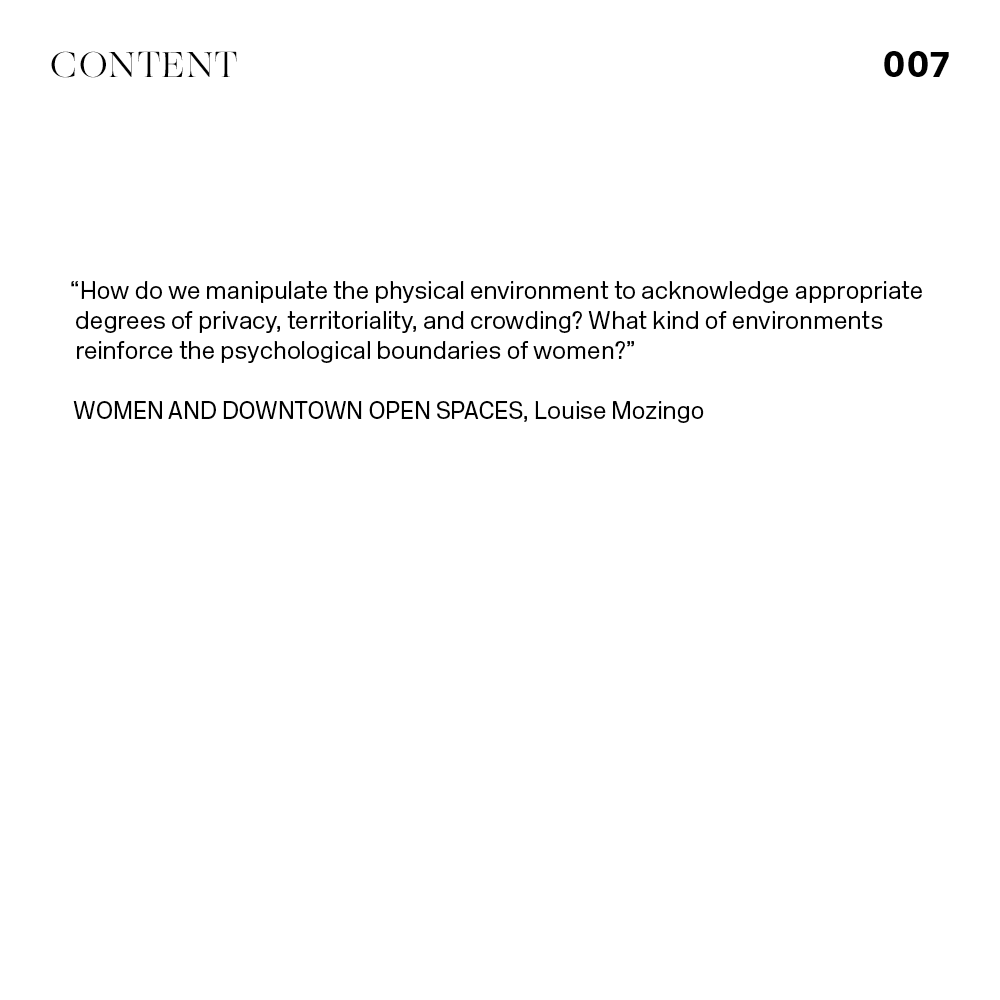 CONTENT
007
“How do we manipulate the physical environment to acknowledge appropriate
degrees of privacy, territoriality, and crowding? What kind of environments
reinforce the psychological boundaries of women?”
WOMEN AND DOWNTOWN OPEN SPACES, Louise Mozingo